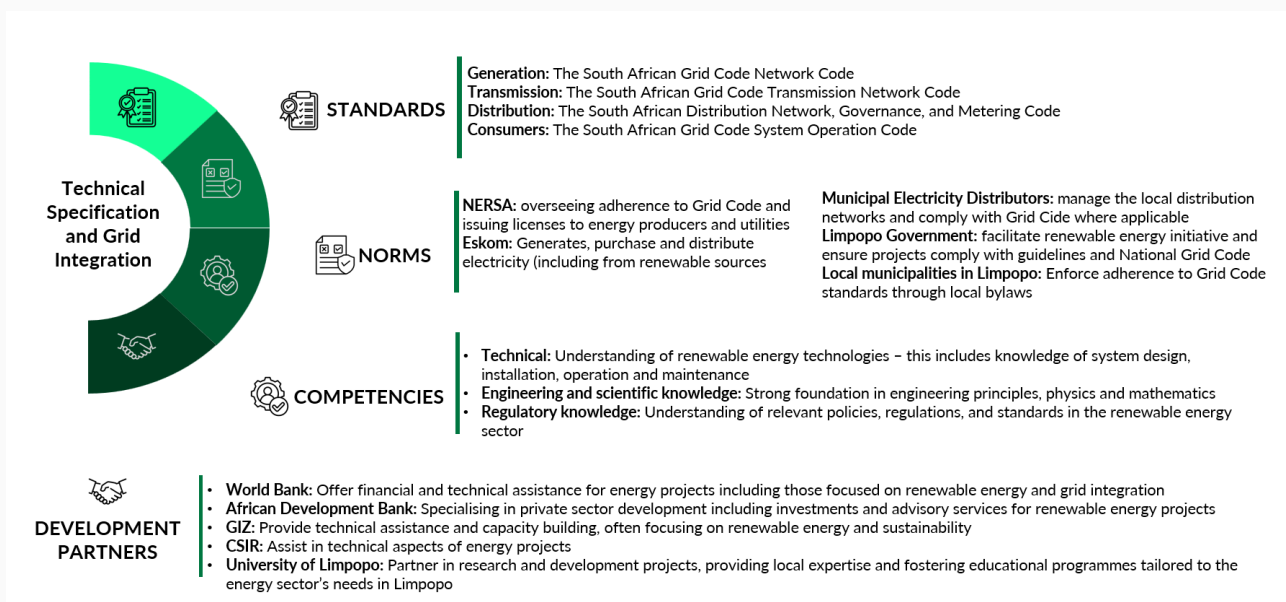 Technical
Specification
and Grid
Integration
STANDARDS
Generation: The South African Grid Code Network Code
Transmission: The South African Grid Code Transmission Network Code
Distribution: The South African Distribution Network, Governance, and Metering Code
Consumers: The South African Grid Code System Operation Code
NORMS
NERSA: overseeing adherence to Grid Code and
issuing licenses to energy producers and utilities
Eskom: Generates, purchase and distribute
electricity (including from renewable sources
Municipal Electricity Distributors: manage the local distribution
networks and comply with Grid Cide where applicable
Limpopo Government: facilitate renewable energy initiative and
ensure projects comply with guidelines and National Grid Code
Local municipalities in Limpopo: Enforce adherence to Grid Code
standards through local bylaws
COMPETENCIES
• Technical: Understanding of renewable energy technologies – this includes knowledge of system design,
installation, operation and maintenance
• Engineering and scientific knowledge: Strong foundation in engineering principles, physics and mathematics
• Regulatory knowledge: Understanding of relevant policies, regulations, and standards in the renewable energy
sector
DEVELOPMENT
PARTNERS
• World Bank: Offer financial and technical assistance for energy projects including those focused on renewable energy and grid integration
• African Development Bank: Specialising in private sector development including investments and advisory services for renewable energy projects
• GIZ: Provide technical assistance and capacity building, often focusing on renewable energy and sustainability
• CSIR: Assist in technical aspects of energy projects
• University of Limpopo: Partner in research and development projects, providing local expertise and fostering educational programmes tailored to the
energy sector's needs in Limpopo